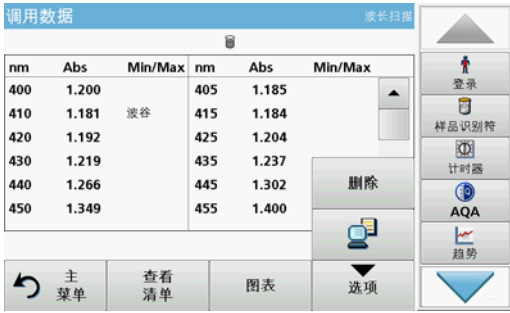 调用数据
波长扫描
nm Abs Min/Max nm Abs Min/Max
400 1.200 405 1.185
410 1.181 波谷 415 1.184
420 1.192 425 1.204
430 1.219 435 1.237
440 1.266 445 1.302
450 1.349 455 1.400
删除
主
菜单
查看
清单
图表
选项
登录
样品识别符
计时器
AQA
趋势